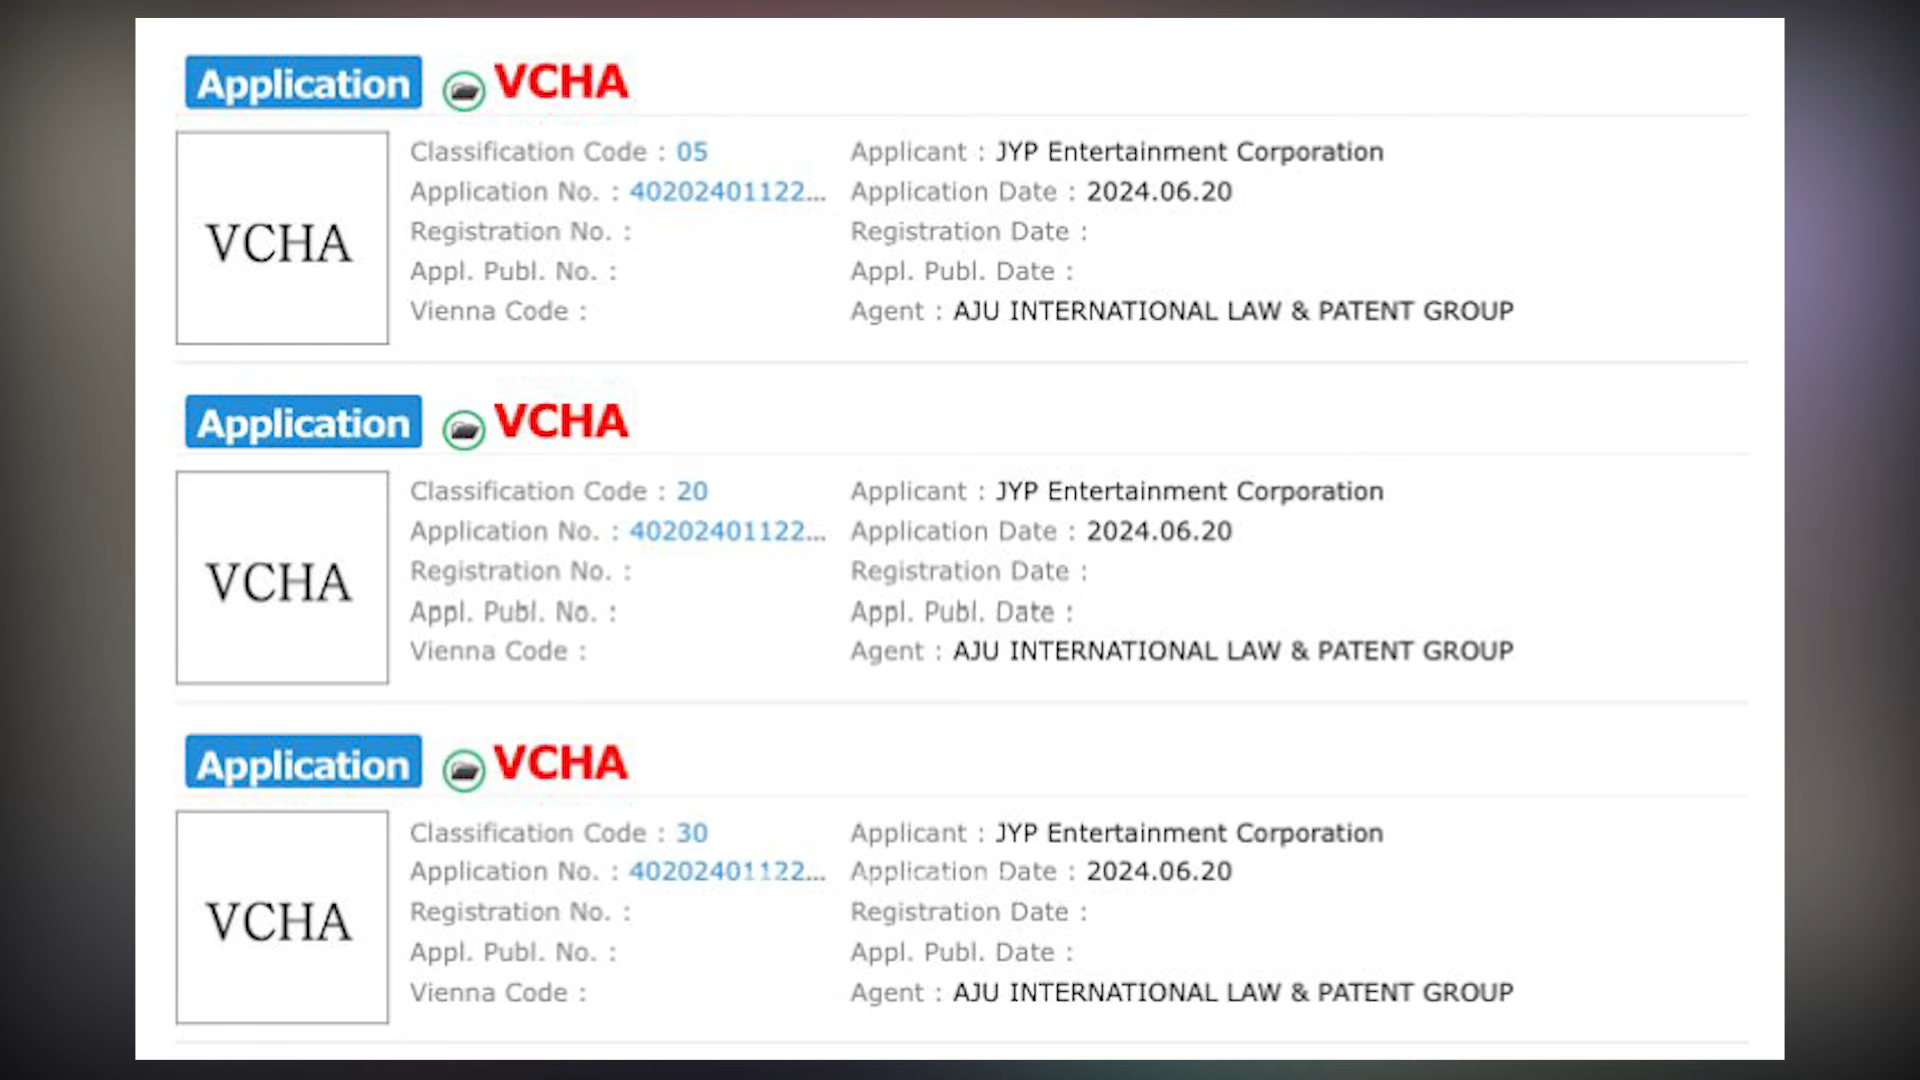 Application VCHA
VCHA
Classification Code : 05
Applicant : JYP Entertainment Corporation
Application No. : 40202401122...
Application Date : 2024.06.20
Registration No. :
Registration Date :
Appl. Publ. No. :
Appl. Publ. Date :
Vienna Code :
Agent : AJU INTERNATIONAL LAW & PATENT GROUP
Application VCHA
VCHA
Classification Code : 20
Applicant : JYP Entertainment Corporation
Application No. : 40202401122...
Application Date : 2024.06.20
Registration No. :
Registration Date :
Appl. Publ. No. :
Appl. Publ. Date :
Vienna Code :
Agent : AJU INTERNATIONAL LAW & PATENT GROUP
Application VCHA
VCHA
Classification Code : 30
Applicant : JYP Entertainment Corporation
Application No. : 40202401122...
Application Date : 2024.06.20
Registration No. :
Registration Date :
Appl. Publ. No. :
Appl. Publ. Date :
Vienna Code :
Agent : AJU INTERNATIONAL LAW & PATENT GROUP